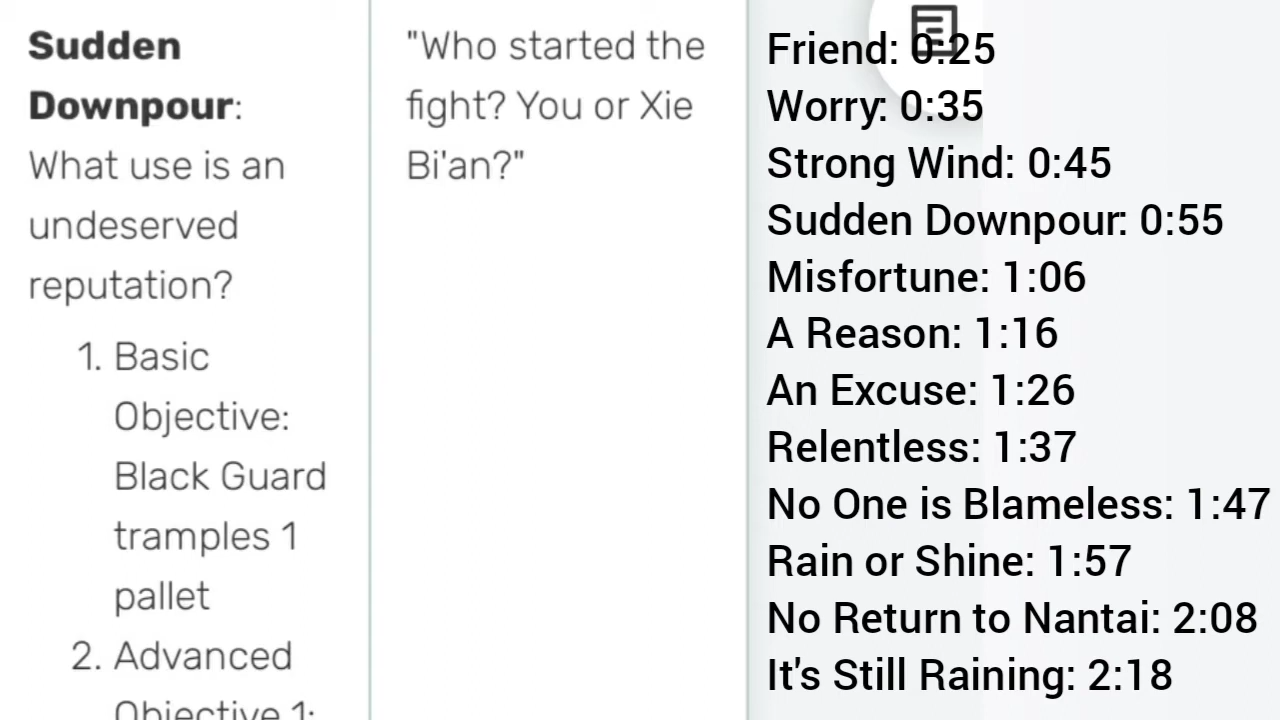 Sudden
Downpour:
What use is an
undeserved
reputation?
1. Basic
Objective:
Black Guard
tramples 1
pallet
2. Advanced
Objective 1:
"Who started the
fight? You or Xie
Bi'an?"
Friend: 0:25
Worry: 0:35
Strong Wind: 0:45
Sudden Downpour: 0:55
Misfortune: 1:06
A Reason: 1:16
An Excuse: 1:26
Relentless: 1:37
No One is Blameless: 1:47
Rain or Shine: 1:57
No Return to Nantai: 2:08
It's Still Raining: 2:18